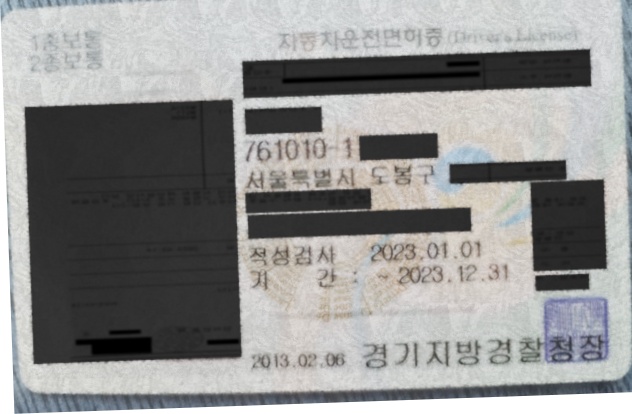 1종보통
2종보통
자동차운전면허증 (Driver's License)
761010-1
서울특별시 도봉구
적성검사 2023.01.01
기 간 : ~ 2023.12.31
2013.02.06 경기지방경찰청장